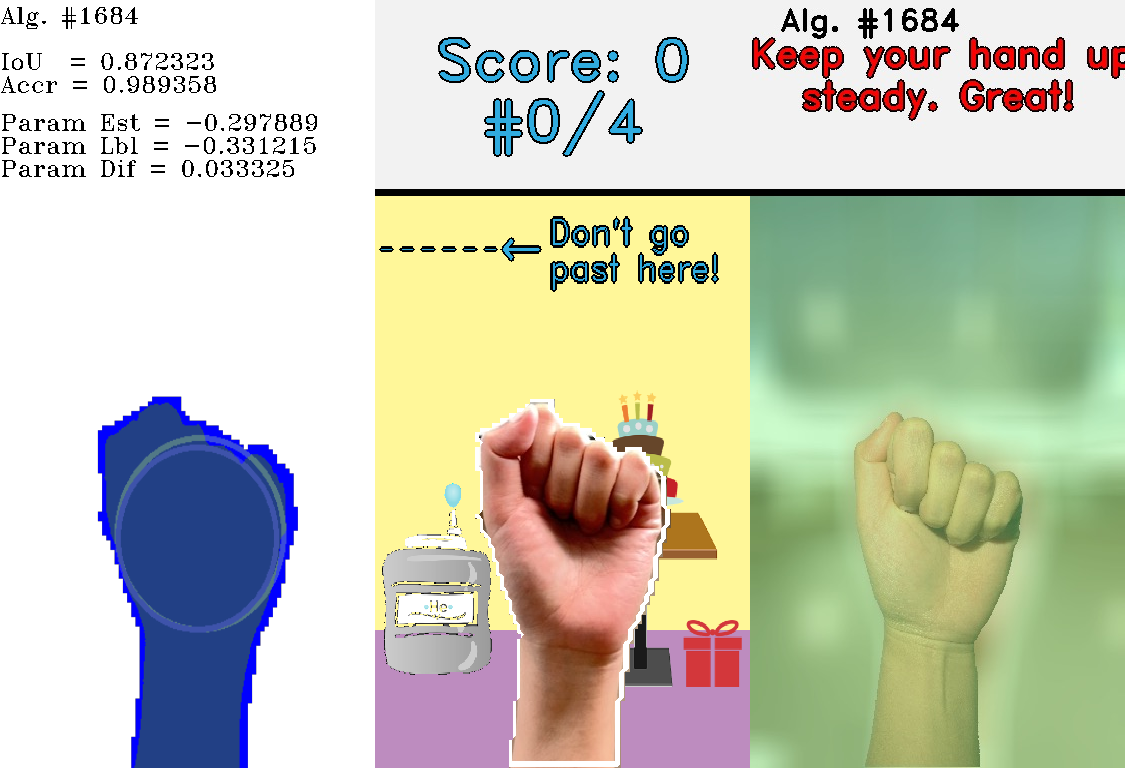 Alg. #1684
IoU = 0.872323
Accr = 0.989358
Param Est = −0.297889
Param Lbl = −0.331215
Param Dif = 0.033325
Score: 0
#0/4
Alg. #1684
Keep your hand up
steady. Great!
Don't go
past here!